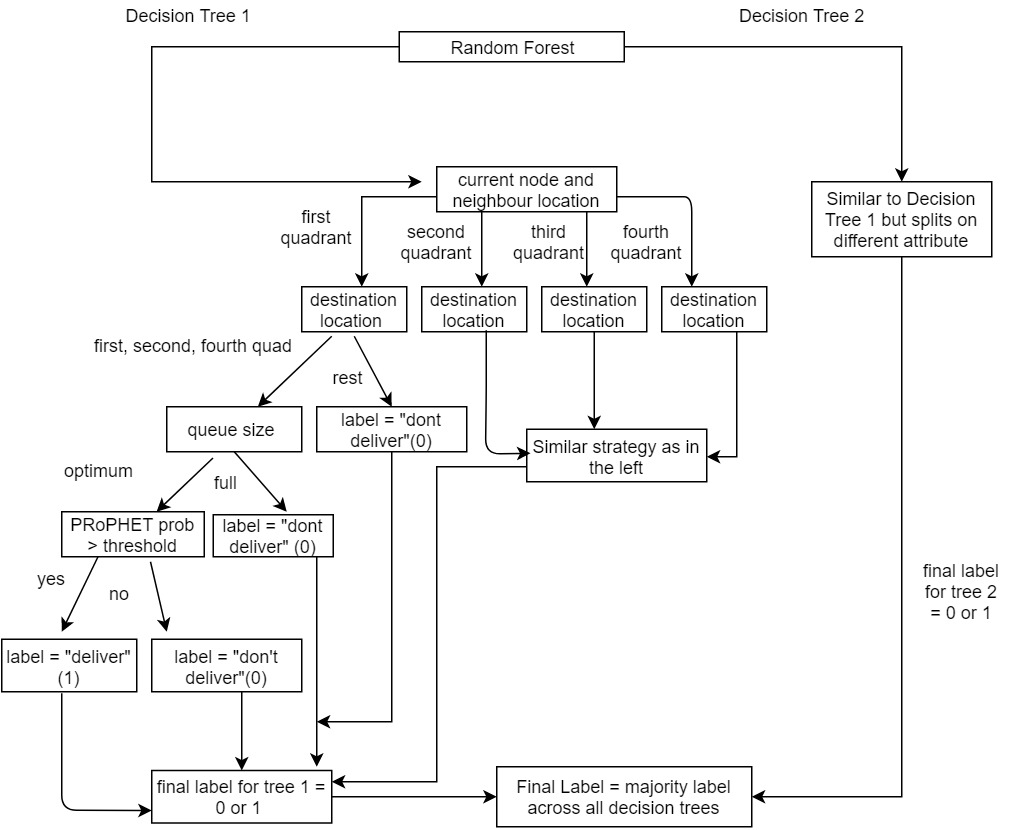 Decision Tree 1
Decision Tree 2
Random Forest
current node and
neighbour location
Similar to Decision
Tree 1 but splits on
different attribute
first
quadrant
second
quadrant
third
quadrant
fourth
quadrant
destination
location
destination
location
destination
location
destination
location
first, second, fourth quad
rest
queue size
label = "dont
deliver"(0)
Similar strategy as in
the left
optimum
full
PRoPHET prob
> threshold
label = "dont
deliver" (0)
yes
no
final label
for tree 2
= 0 or 1
label = "deliver"
(1)
label = "don't
deliver"(0)
final label for tree 1 =
0 or 1
Final Label = majority label
across all decision trees